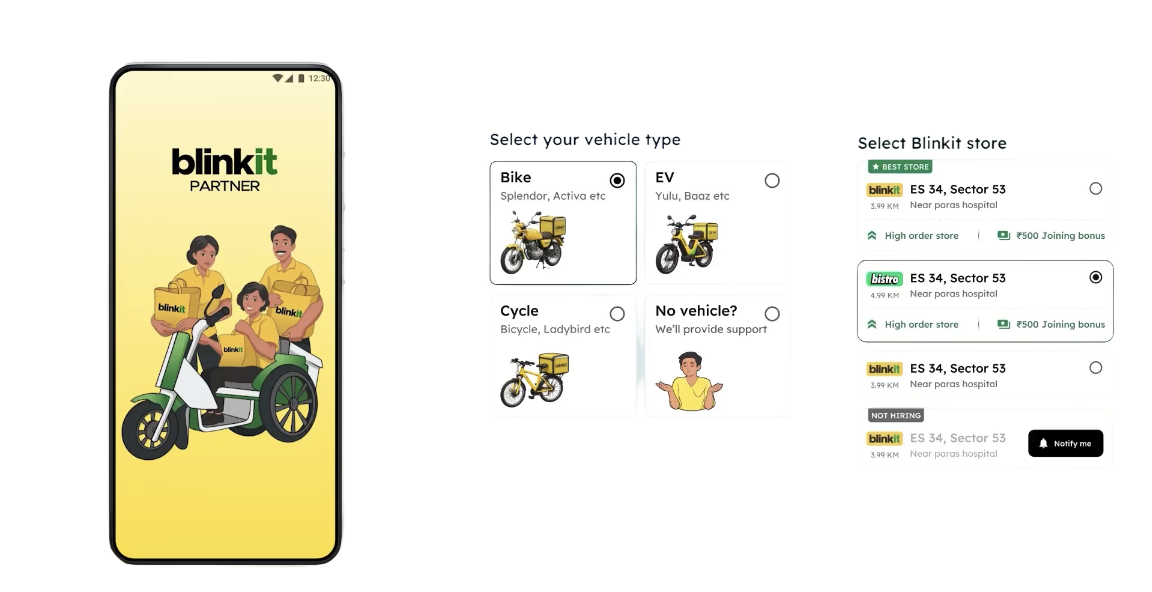 12:30
blinkit
PARTNER
blinkit
blinkit
blinkit
Select your vehicle type
Bike
Splendor, Activa etc
EV
Yulu, Baaz etc
Cycle
Bicycle, Ladybird etc
No vehicle?
We'll provide support
Select Blinkit store
BEST STORE
blinkit
ES 34, Sector 53
3.99 KM
Near paras hospital
High order store
₹500 Joining bonus
bistro
ES 34, Sector 53
4.99 KM
Near paras hospital
High order store
₹500 Joining bonus
blinkit
ES 34, Sector 53
3.99 KM
Near paras hospital
NOT HIRING
blinkit
ES 34, Sector 53
3.99 KM
Near paras hospital
Notify me